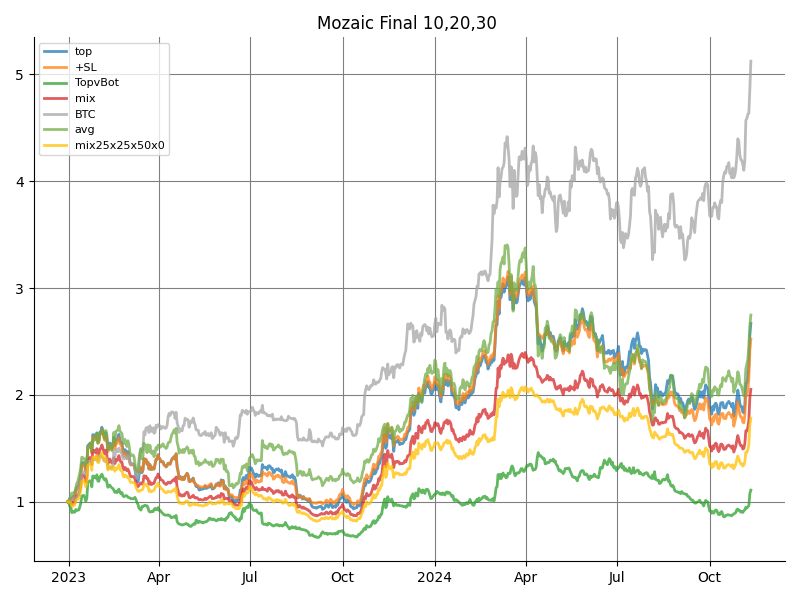 Mozaic Final 10,20,30
top
+SL
TopvBot
mix
BTC
avg
mix25x25x50x0
5
4
3
2
1
2023
Apr
Jul
Oct
2024
Apr
Jul
Oct